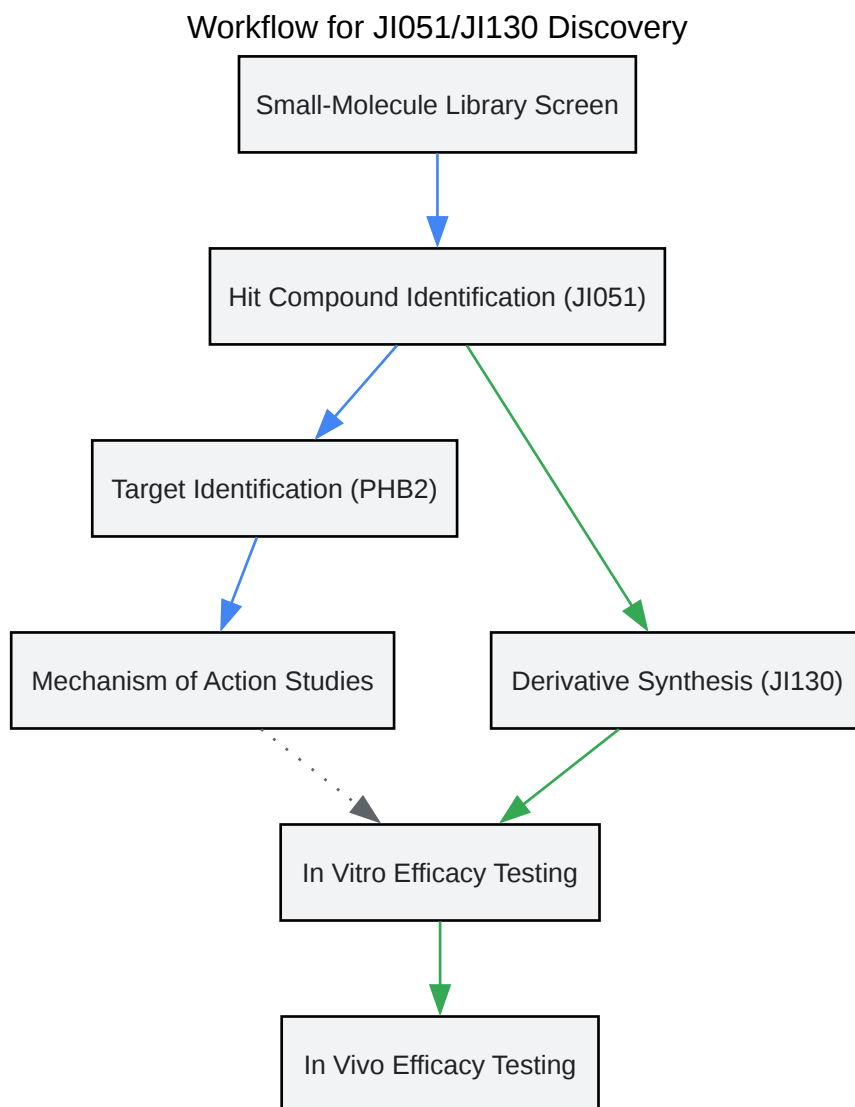 Workflow for JI051/JI130 Discovery
Small-Molecule Library Screen
Hit Compound Identification (JI051)
Target Identification (PHB2)
Mechanism of Action Studies
Derivative Synthesis (JI130)
In Vitro Efficacy Testing
In Vivo Efficacy Testing